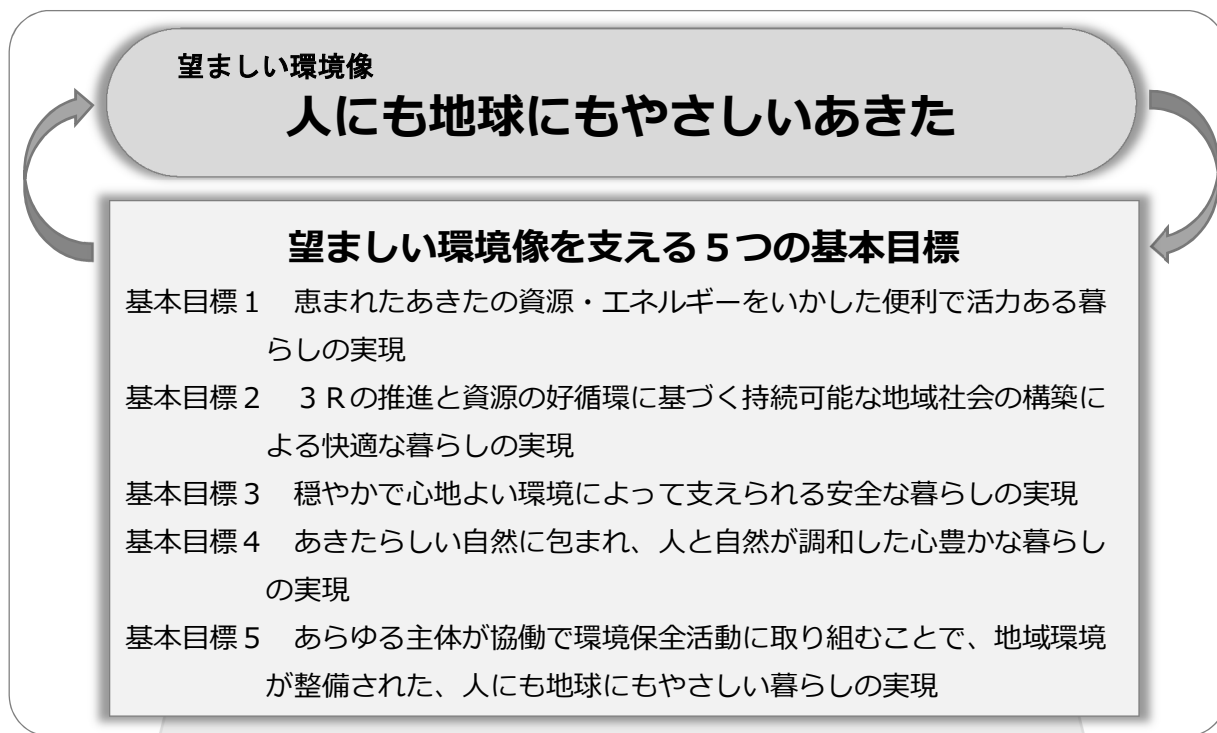 望ましい環境像
人にも地球にもやさしいあきた
望ましい環境像を支える５つの基本目標
基本目標１　恵まれたあきたの資源・エネルギーをいかした便利で活力ある暮
らしの実現
基本目標２　３Ｒの推進と資源の好循環に基づく持続可能な地域社会の構築に
よる快適な暮らしの実現
基本目標３　穏やかで心地よい環境によって支えられる安全な暮らしの実現
基本目標４　あきたらしい自然に包まれ、人と自然が調和した心豊かな暮らし
の実現
基本目標５　あらゆる主体が協働で環境保全活動に取り組むことで、地域環境
が整備された、人にも地球にもやさしい暮らしの実現